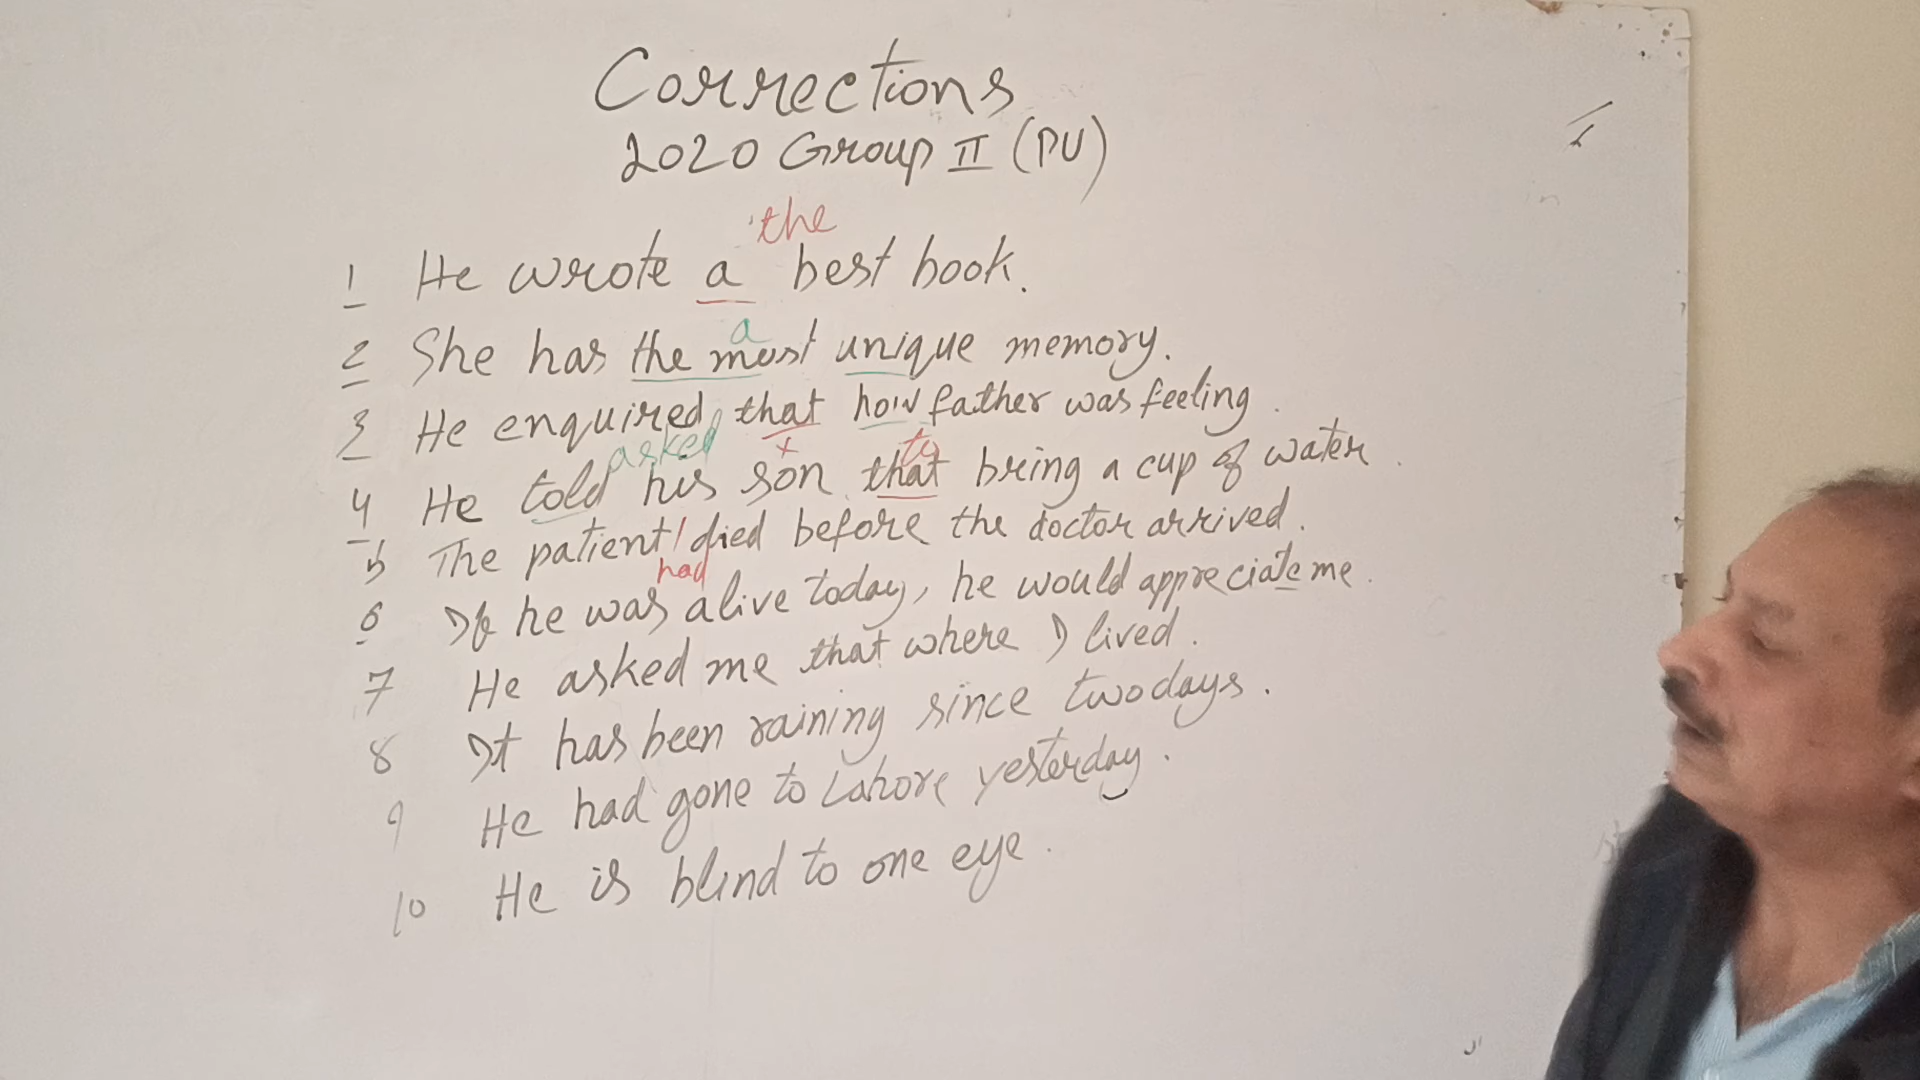 Corrections
2020 Group II (PU)
the
1 He wrote a best book.
a
2 She has the most unique memory.
3 He enquired that how father was feeling.
asked x to
4 He told his son that bring a cup of water.
5 The patient / died before the doctor arrived.
had
6 If he was alive today, he would appreciate me.
7 He asked me that where I lived.
8 It has been raining since two days.
9 He had gone to Lahore yesterday.
10 He is blind to one eye.